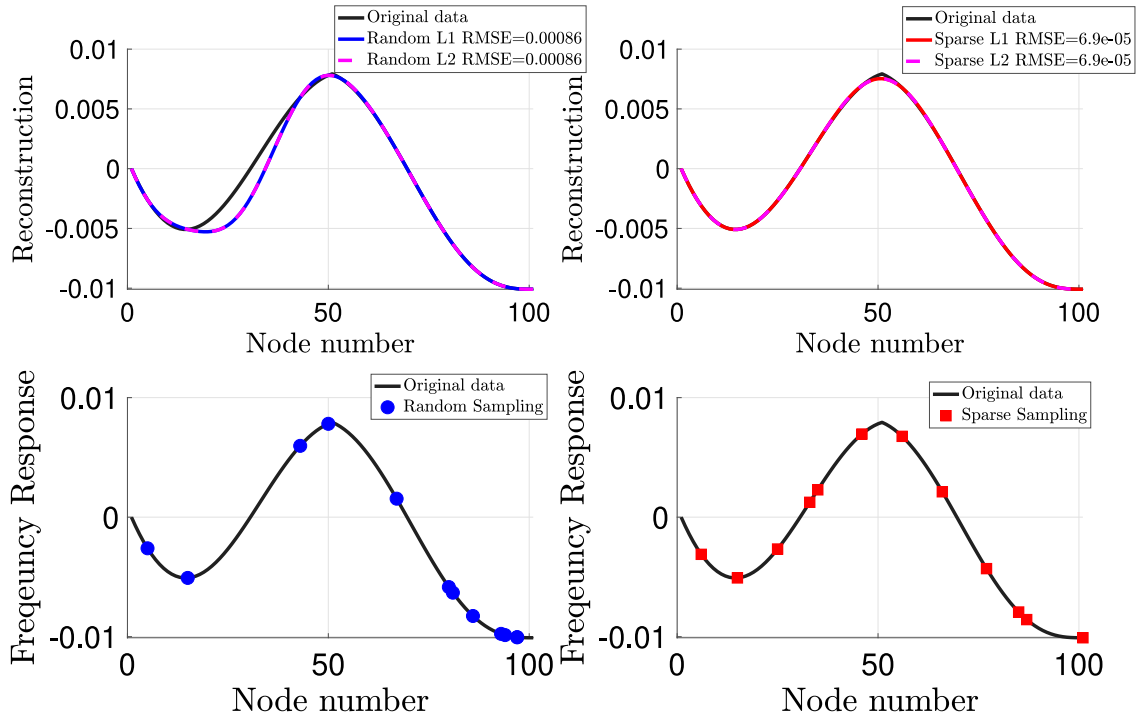 Original data
Random L1 RMSE=0.00086
Random L2 RMSE=0.00086
0.01
0.005
0
-0.005
-0.01
Reconstruction
0
50
100
Node number
Original data
Sparse L1 RMSE=6.9e-05
Sparse L2 RMSE=6.9e-05
0.01
0.005
0
-0.005
-0.01
Reconstruction
0
50
100
Node number
Original data
Random Sampling
0.01
0
-0.01
Freqeuncy Response
0
50
100
Node number
Original data
Sparse Sampling
0.01
0
-0.01
Freqeuncy Response
0
50
100
Node number